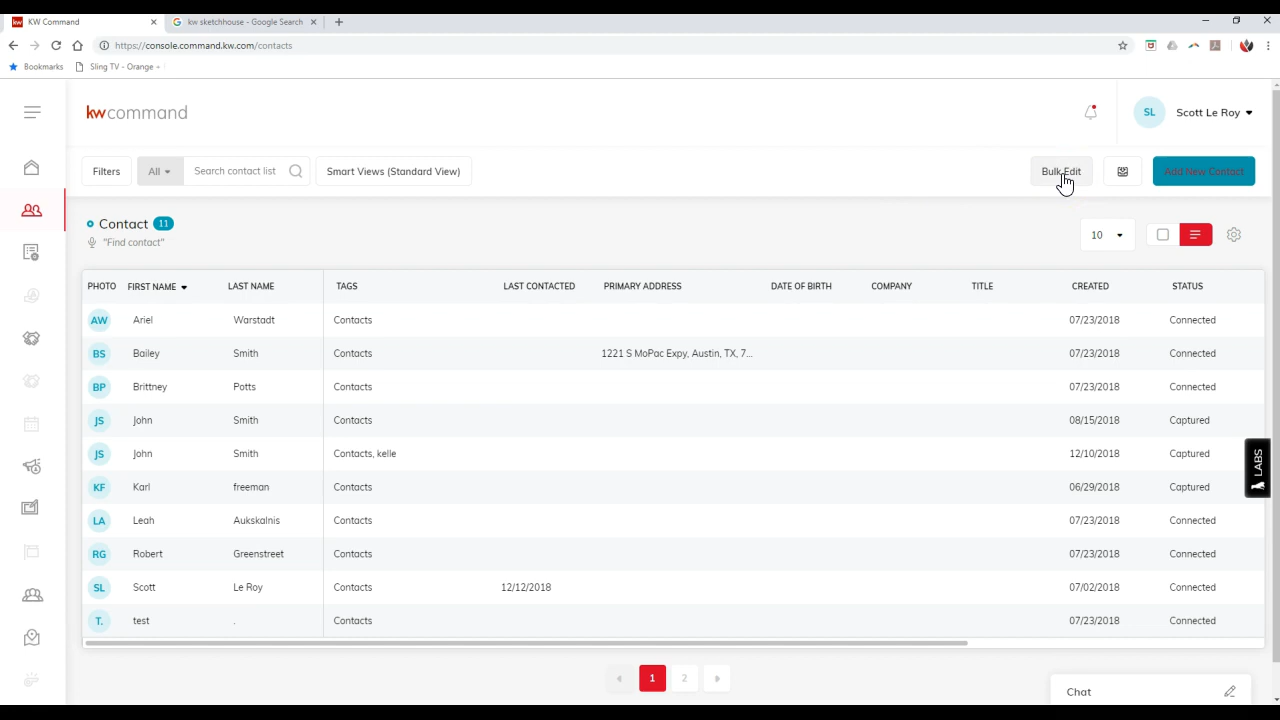 kw KW Command × G kw sketchhouse - Google Search × +
https://console.command.kw.com/contacts
Bookmarks Sling TV - Orange +
kwcommand SL Scott Le Roy
Filters All Search contact list Smart Views (Standard View) Bulk Edit Add New Contact
Contact 11
"Find contact" 10
PHOTO FIRST NAME LAST NAME TAGS LAST CONTACTED PRIMARY ADDRESS DATE OF BIRTH COMPANY TITLE CREATED STATUS
AW Ariel Warstadt Contacts 07/23/2018 Connected
BS Bailey Smith Contacts 1221 S MoPac Expy, Austin, TX, 7... 07/23/2018 Connected
BP Brittney Potts Contacts 07/23/2018 Connected
JS John Smith Contacts 08/15/2018 Captured
JS John Smith Contacts, kelle 12/10/2018 Captured
KF Karl freeman Contacts 06/29/2018 Captured
LA Leah Aukskalnis Contacts 07/23/2018 Connected
RG Robert Greenstreet Contacts 07/23/2018 Connected
SL Scott Le Roy Contacts 12/12/2018 07/02/2018 Connected
T. test . Contacts 07/23/2018 Connected
LABS
1 2
Chat